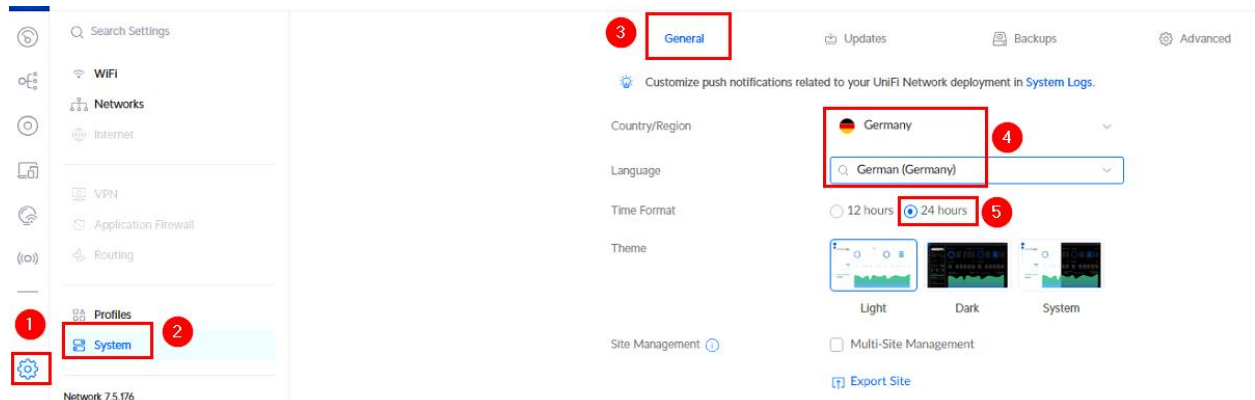 Search Settings
WiFi
Networks
Internet
VPN
Application Firewall
Routing
1
Profiles
System
2
Network 7.5.176
3
General
Updates
Backups
Advanced
Customize push notifications related to your UniFi Network deployment in System Logs.
Country/Region
Germany
4
Language
German (Germany)
Time Format
12 hours
24 hours
5
Theme
Light
Dark
System
Site Management
Multi-Site Management
Export Site